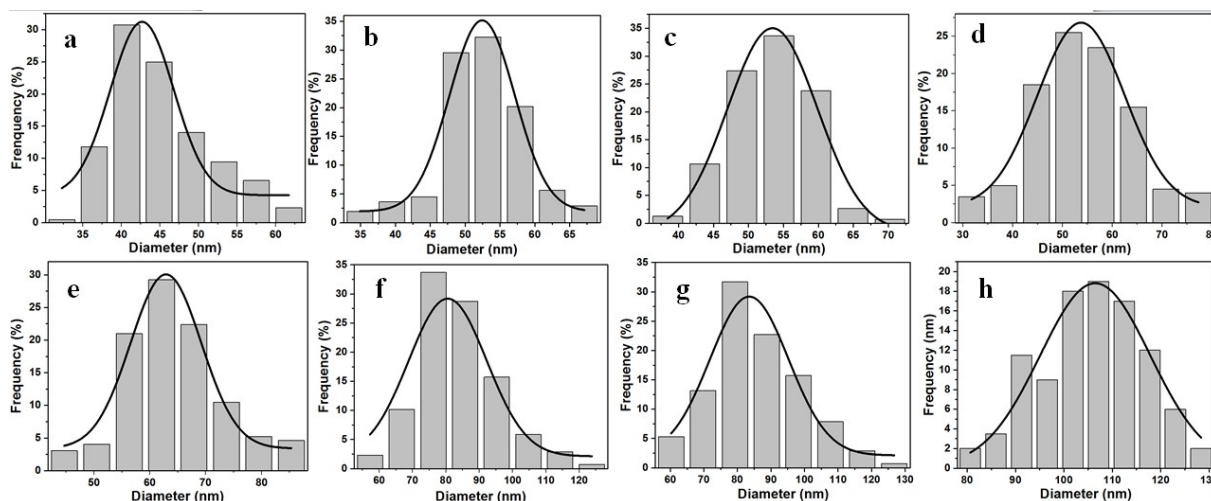 a
Frenquency (%)
30
25
20
15
10
5
0
35 40 45 50 55 60
Diameter (nm)
b
Frequency (%)
35
30
25
20
15
10
5
0
35 40 45 50 55 60 65
Diameter (nm)
c
Frequency (%)
35
30
25
20
15
10
5
0
40 45 50 55 60 65 70
Diameter (nm)
d
Frequency (%)
25
20
15
10
5
0
30 40 50 60 70 80
Diameter (nm)
e
Frequency (%)
30
25
20
15
10
5
0
50 60 70 80
Diameter (nm)
f
Frequency (%)
35
30
25
20
15
10
5
0
50 60 70 80 90 100 110 120
Diameter (nm)
g
Frequency (%)
35
30
25
20
15
10
5
0
60 70 80 90 100 110 120 130
Diameter (nm)
h
Frequency (nm)
20
18
16
14
12
10
8
6
4
2
0
80 90 100 110 120 130
Diameter (nm)